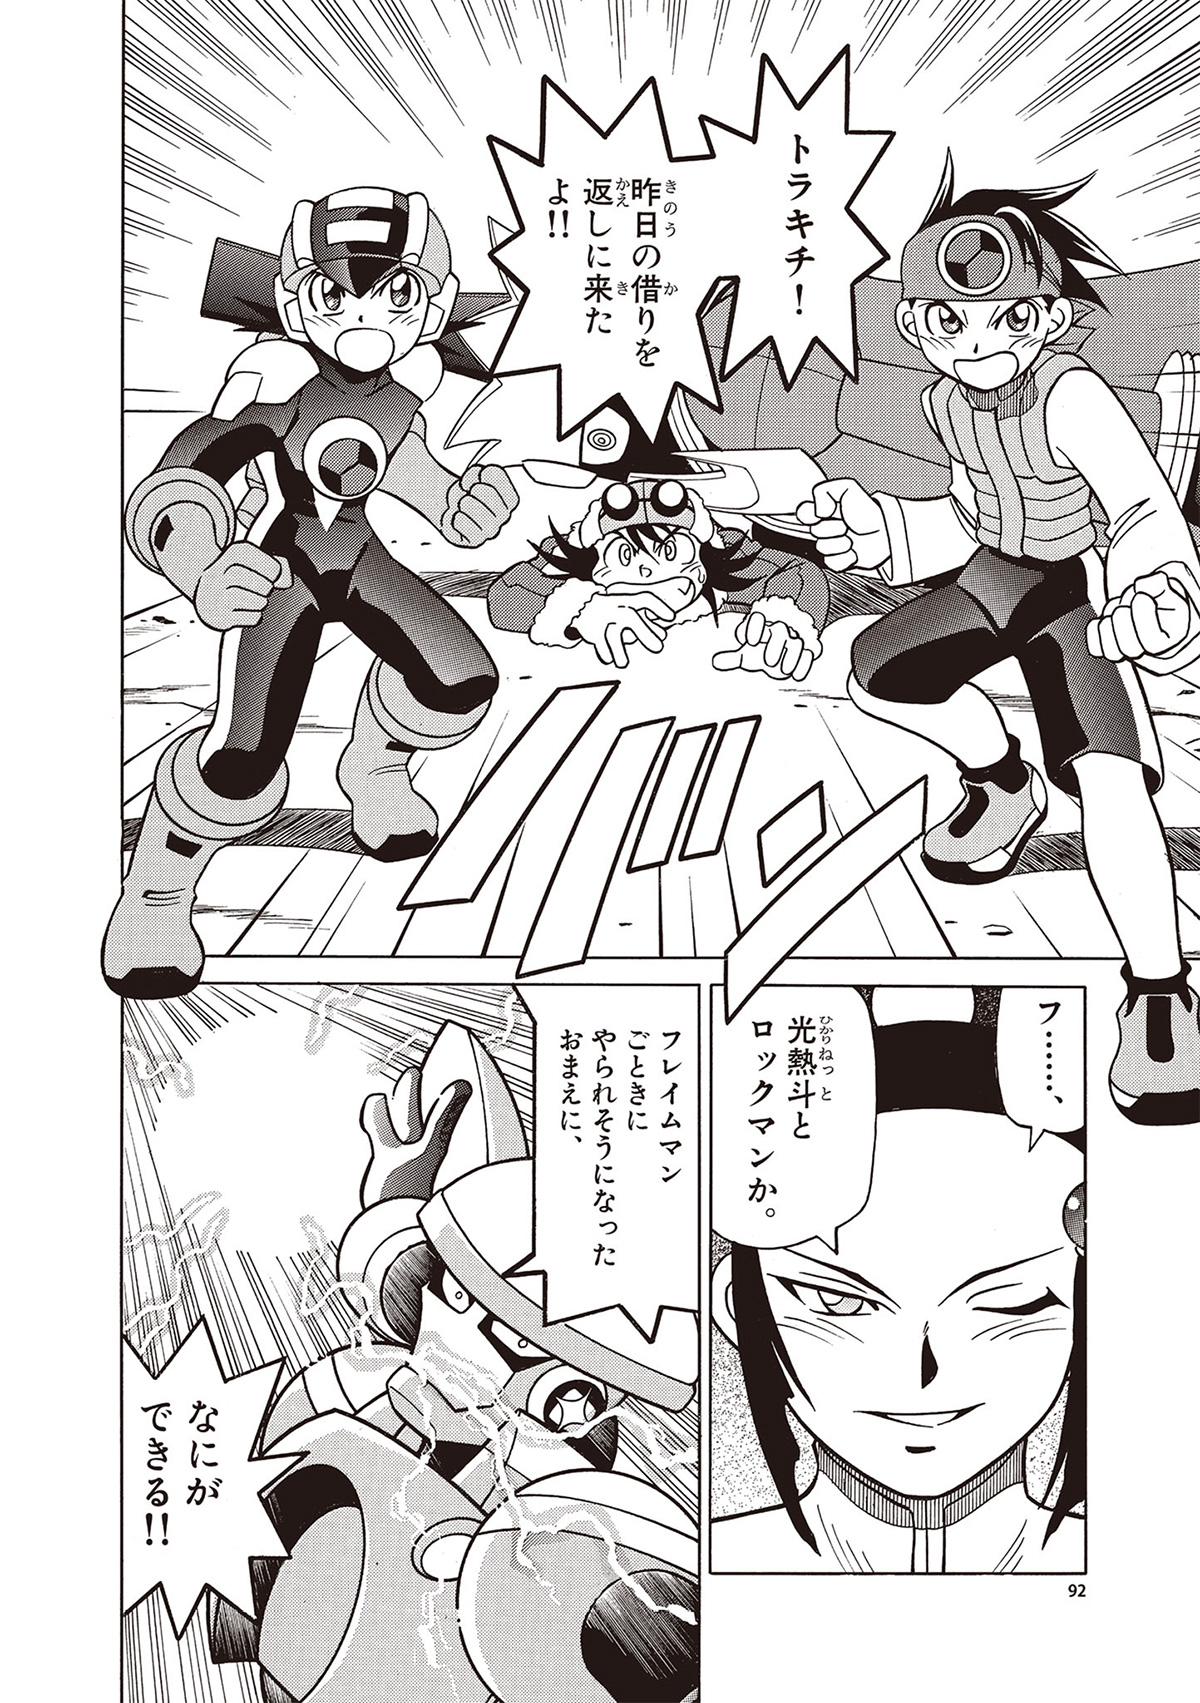 トラキチ！
昨日の借りを
返しに来た
よ!!
バン
フ……、
光熱斗と
ロックマンか。
フレイムマン
ごときに
やられそうになった
おまえに、
なにが
できる!!
92